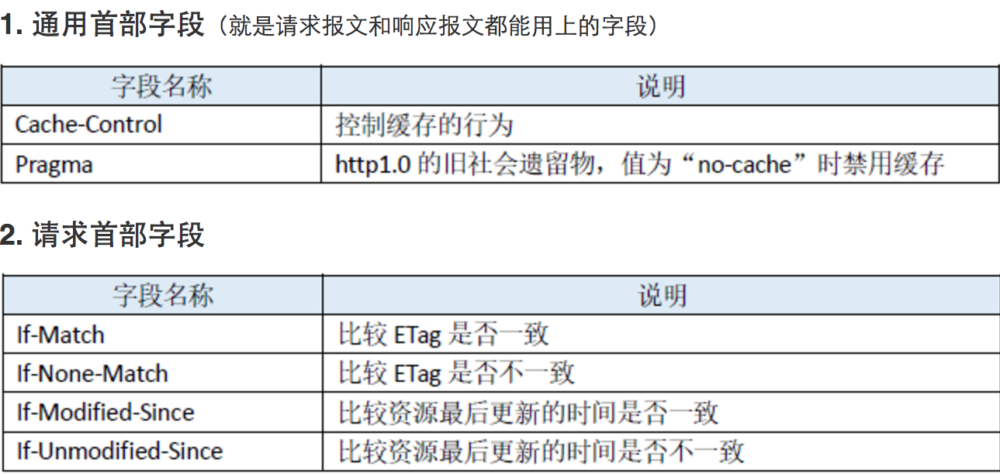 1. 通用首部字段（就是请求报文和响应报文都能用上的字段）
字段名称 说明
Cache-Control 控制缓存的行为
Pragma http1.0 的旧社会遗留物，值为“no-cache”时禁用缓存
2. 请求首部字段
字段名称 说明
If-Match 比较 ETag 是否一致
If-None-Match 比较 ETag 是否不一致
If-Modified-Since 比较资源最后更新的时间是否一致
If-Unmodified-Since 比较资源最后更新的时间是否不一致